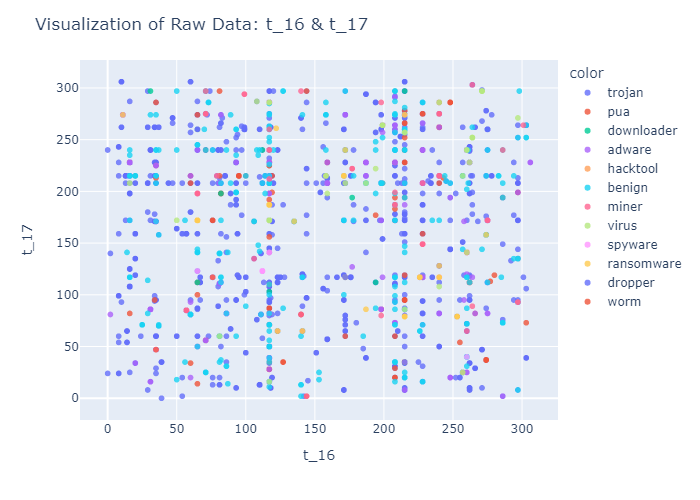 Visualization of Raw Data: t_16 & t_17
color
trojan
pua
downloader
adware
hacktool
benign
miner
virus
spyware
ransomware
dropper
worm
t_17
300
250
200
150
100
50
0
0 50 100 150 200 250 300
t_16